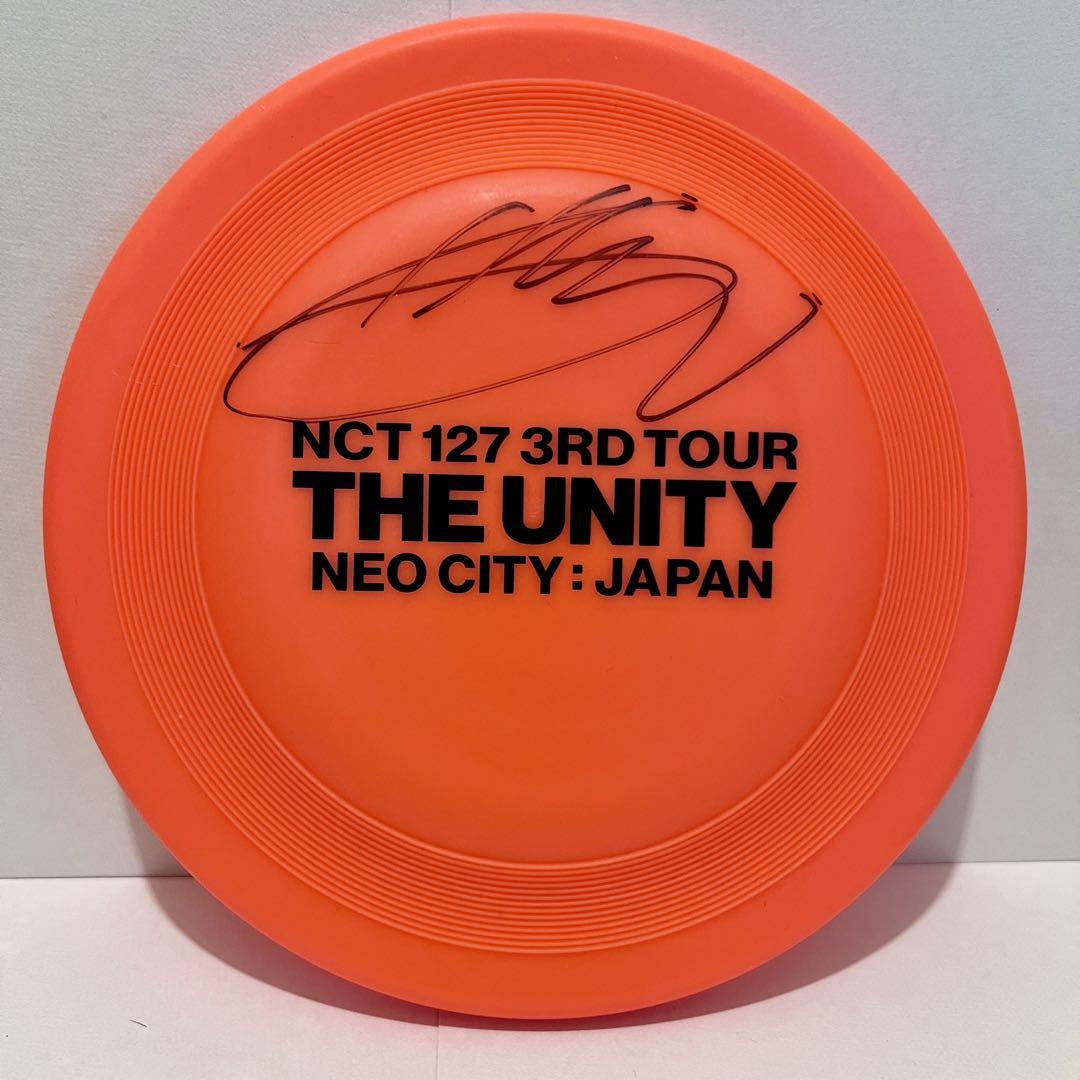 NCT 127 3RD TOUR
THE UNITY
NEO CITY : JAPAN